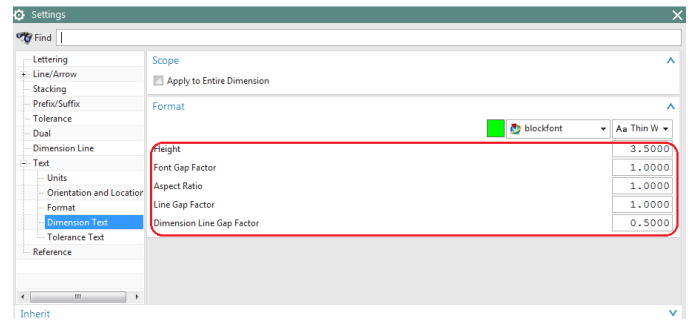 Settings
Find
Lettering
Line/Arrow
Stacking
Prefix/Suffix
Tolerance
Dual
Dimension Line
Text
Units
Orientation and Location
Format
Dimension Text
Tolerance Text
Reference
Scope
Apply to Entire Dimension
Format
blockfont Aa Thin W
Height 3.5000
Font Gap Factor 1.0000
Aspect Ratio 1.0000
Line Gap Factor 1.0000
Dimension Line Gap Factor 0.5000
Inherit